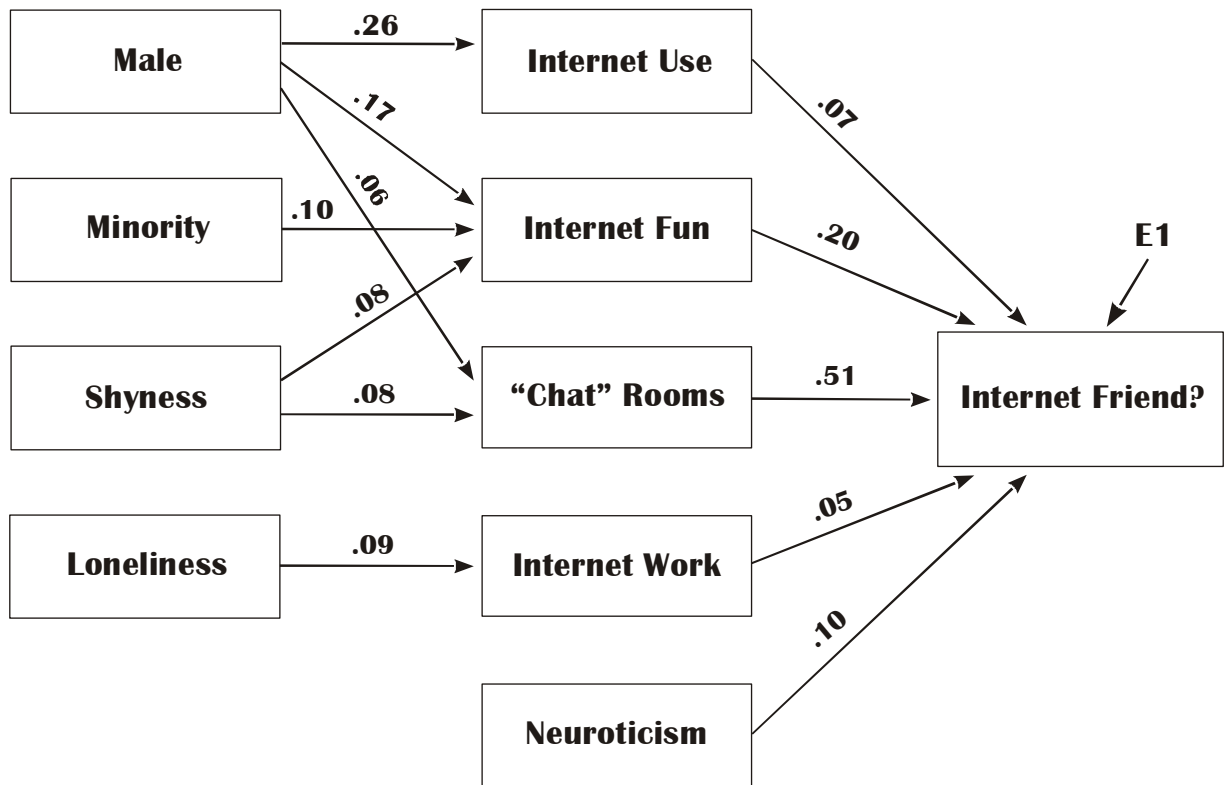 Male
.26
Internet Use
.17
.07
.06
Minority
.10
Internet Fun
.20
E1
.08
Shyness
.08
“Chat” Rooms
.51
Internet Friend?
Loneliness
.09
Internet Work
.05
.10
Neuroticism